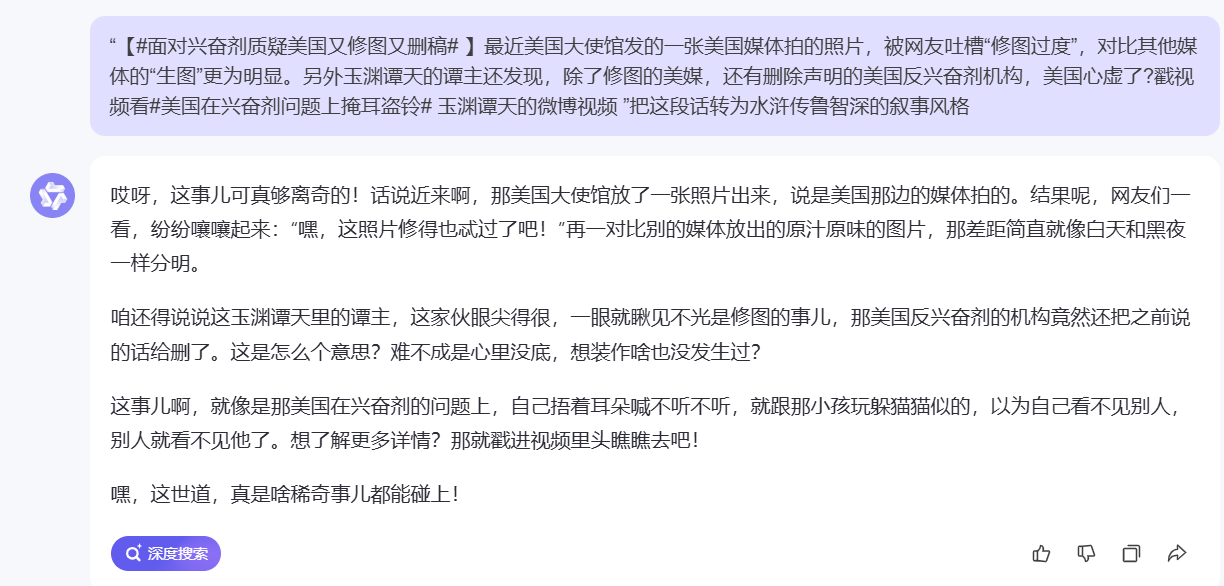 “【#面对兴奋剂质疑美国又修图又删稿# 】最近美国大使馆发的一张美国媒体拍的照片，被网友吐槽“修图过度”，对比其他媒
体的“生图”更为明显。另外玉渊谭天的谭主还发现，除了修图的美媒，还有删除声明的美国反兴奋剂机构，美国心虚了?戳视
频看#美国在兴奋剂问题上掩耳盗铃# 玉渊谭天的微博视频 ”把这段话转为水浒传鲁智深的叙事风格
哎呀，这事儿可真够离奇的！话说近来啊，那美国大使馆放了一张照片出来，说是美国那边的媒体拍的。结果呢，网友们一
看，纷纷嚷嚷起来：“嘿，这照片修得也忒过了吧！”再一对比别的媒体放出的原汁原味的图片，那差距简直就像白天和黑夜
一样分明。
咱还得说说这玉渊谭天里的谭主，这家伙眼尖得很，一眼就瞅见不光是修图的事儿，那美国反兴奋剂的机构竟然还把之前说
的话给删了。这是怎么个意思？难不成是心里没底，想装作啥也没发生过？
这事儿啊，就像是那美国在兴奋剂的问题上，自己捂着耳朵喊不听不听，就跟那小孩玩躲猫猫似的，以为自己看不见别人，
别人就看不见他了。想了解更多详情？那就戳进视频里头瞧瞧去吧！
嘿，这世道，真是啥稀奇事儿都能碰上！
深度搜索